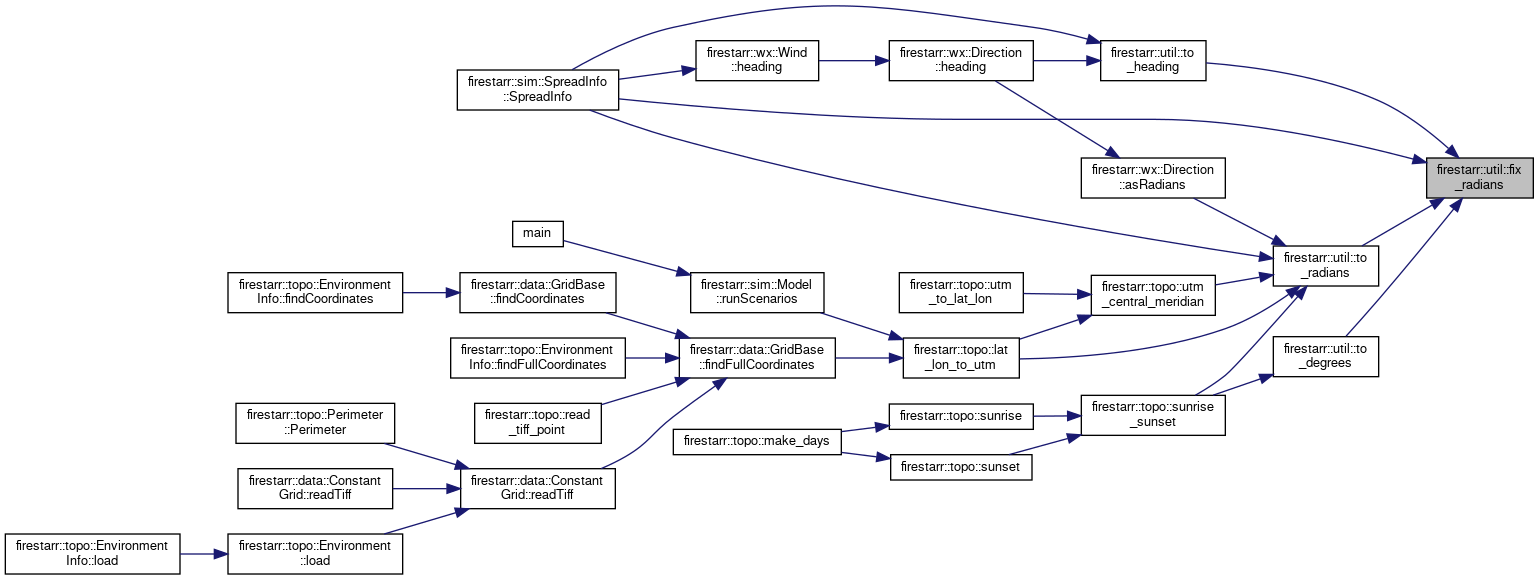 firestarr::sim::SpreadInfo
::SpreadInfo
firestarr::wx::Wind
::heading
firestarr::wx::Direction
::heading
firestarr::util::to
_heading
firestarr::wx::Direction
::asRadians
firestarr::util::fix
_radians
main
firestarr::util::to
_radians
firestarr::topo::Environment
Info::findCoordinates
firestarr::data::GridBase
::findCoordinates
firestarr::sim::Model
::runScenarios
firestarr::topo::utm
_to_lat_lon
firestarr::topo::utm
_central_meridian
firestarr::topo::Environment
Info::findFullCoordinates
firestarr::data::GridBase
::findFullCoordinates
firestarr::topo::lat
_lon_to_utm
firestarr::util::to
_degrees
firestarr::topo::Perimeter
::Perimeter
firestarr::topo::read
_tiff_point
firestarr::topo::make_days
firestarr::topo::sunrise
firestarr::topo::sunrise
_sunset
firestarr::topo::sunset
firestarr::data::Constant
Grid::readTiff
firestarr::data::Constant
Grid::readTiff
firestarr::topo::Environment
Info::load
firestarr::topo::Environment
::load